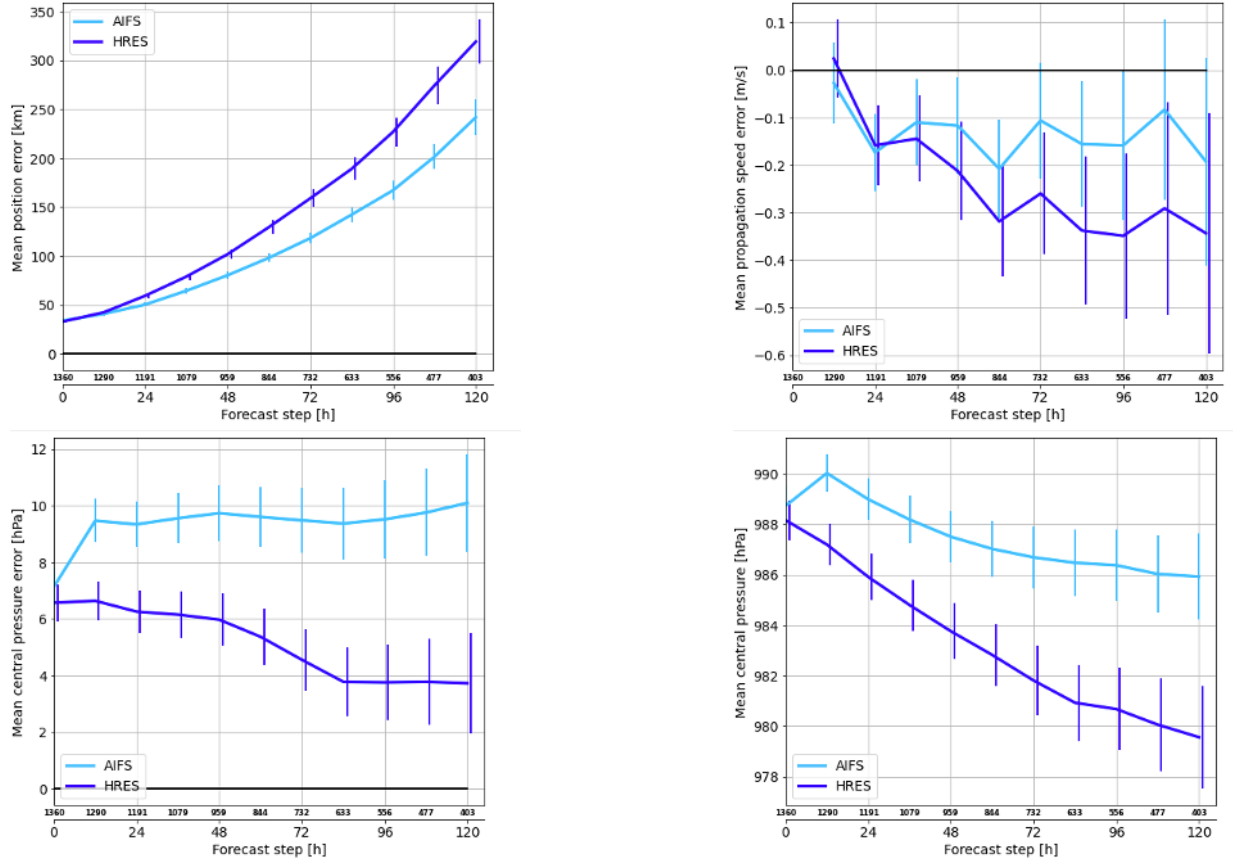 350
300
250
200
150
100
50
0
Mean position error [km]
AIFS
HRES
1360 1290 1191 1079 959 844 732 633 556 477 403
0 24 48 72 96 120
Forecast step [h]
0.1
0.0
−0.1
−0.2
−0.3
−0.4
−0.5
−0.6
Mean propagation speed error [m/s]
AIFS
HRES
1360 1290 1191 1079 959 844 732 633 556 477 403
0 24 48 72 96 120
Forecast step [h]
12
10
8
6
4
2
0
Mean central pressure error [hPa]
AIFS
HRES
1360 1290 1191 1079 959 844 732 633 556 477 403
0 24 48 72 96 120
Forecast step [h]
990
988
986
984
982
980
978
Mean central pressure [hPa]
AIFS
HRES
1360 1290 1191 1079 959 844 732 633 556 477 403
0 24 48 72 96 120
Forecast step [h]